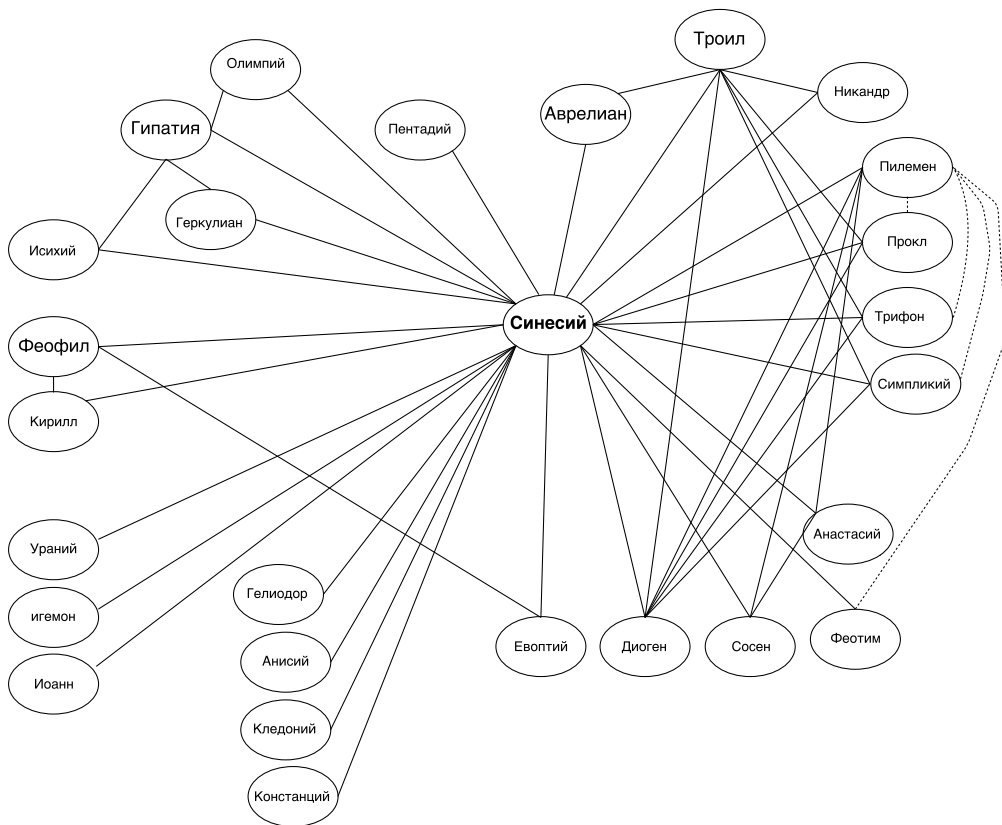 Троил
Олимпий
Никандр
Аврелиан
Гипатия
Пентадий
Пилемен
Геркулиан
Прокл
Исихий
Трифон
Синесий
Феофил
Симпликий
Кирилл
Анастасий
Ураний
Гелиодор
игемон
Феотим
Евоптий
Диоген
Сосен
Анисий
Иоанн
Кледоний
Констанций